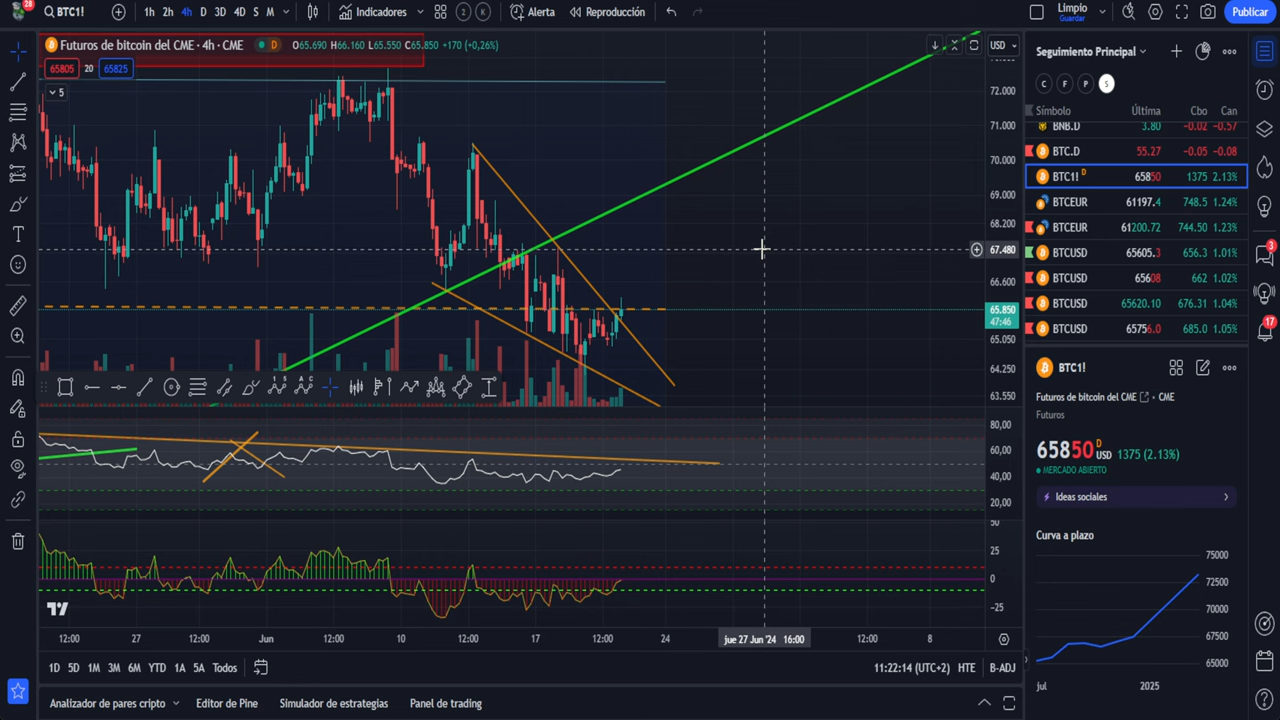 28
BTC1!
1h 2h 4h D 3D 4D S M
Indicadores
2 K
Alerta
Reproducción
Limpio
Guardar
Publicar
Futuros de bitcoin del CME · 4h · CME
D
O65.690 H66.160 L65.550 C65.850 +170 (+0,26%)
65805 20 65825
5
USD
72.000
71.000
70.000
69.000
68.200
67.480
66.600
65.850
47:46
65.050
64.250
63.550
80,00
60,00
40,00
20,00
50
25
0
−25
12:00 27 12:00 Jun 12:00 10 12:00 17 12:00 24 jue 27 Jun '24 16:00 12:00 8
1D 5D 1M 3M 6M YTD 1A 5A Todos
11:22:14 (UTC+2) HTE B-ADJ
Analizador de pares cripto
Editor de Pine
Simulador de estrategias
Panel de trading
Seguimiento Principal
C F P S
Símbolo Última Cbo Can
BNB.D 3.80 -0.02 -0.57
BTC.D 55.27 -0.05 -0.08
BTC1! D 65850 1375 2.13%
BTCEUR 61197.4 748.5 1.24%
BTCEUR 61200.72 744.50 1.23%
BTCUSD 65605.3 656.3 1.01%
BTCUSD 65608 662 1.02%
BTCUSD 65620.10 676.31 1.04%
BTCUSD 65756.0 685.0 1.05%
BTC1!
Futuros de bitcoin del CME • CME
Futuros
65850 D USD 1375 (2.13%)
MERCADO ABIERTO
Ideas sociales
Curva a plazo
75000
72500
70000
67500
65000
jul 2025
3
17